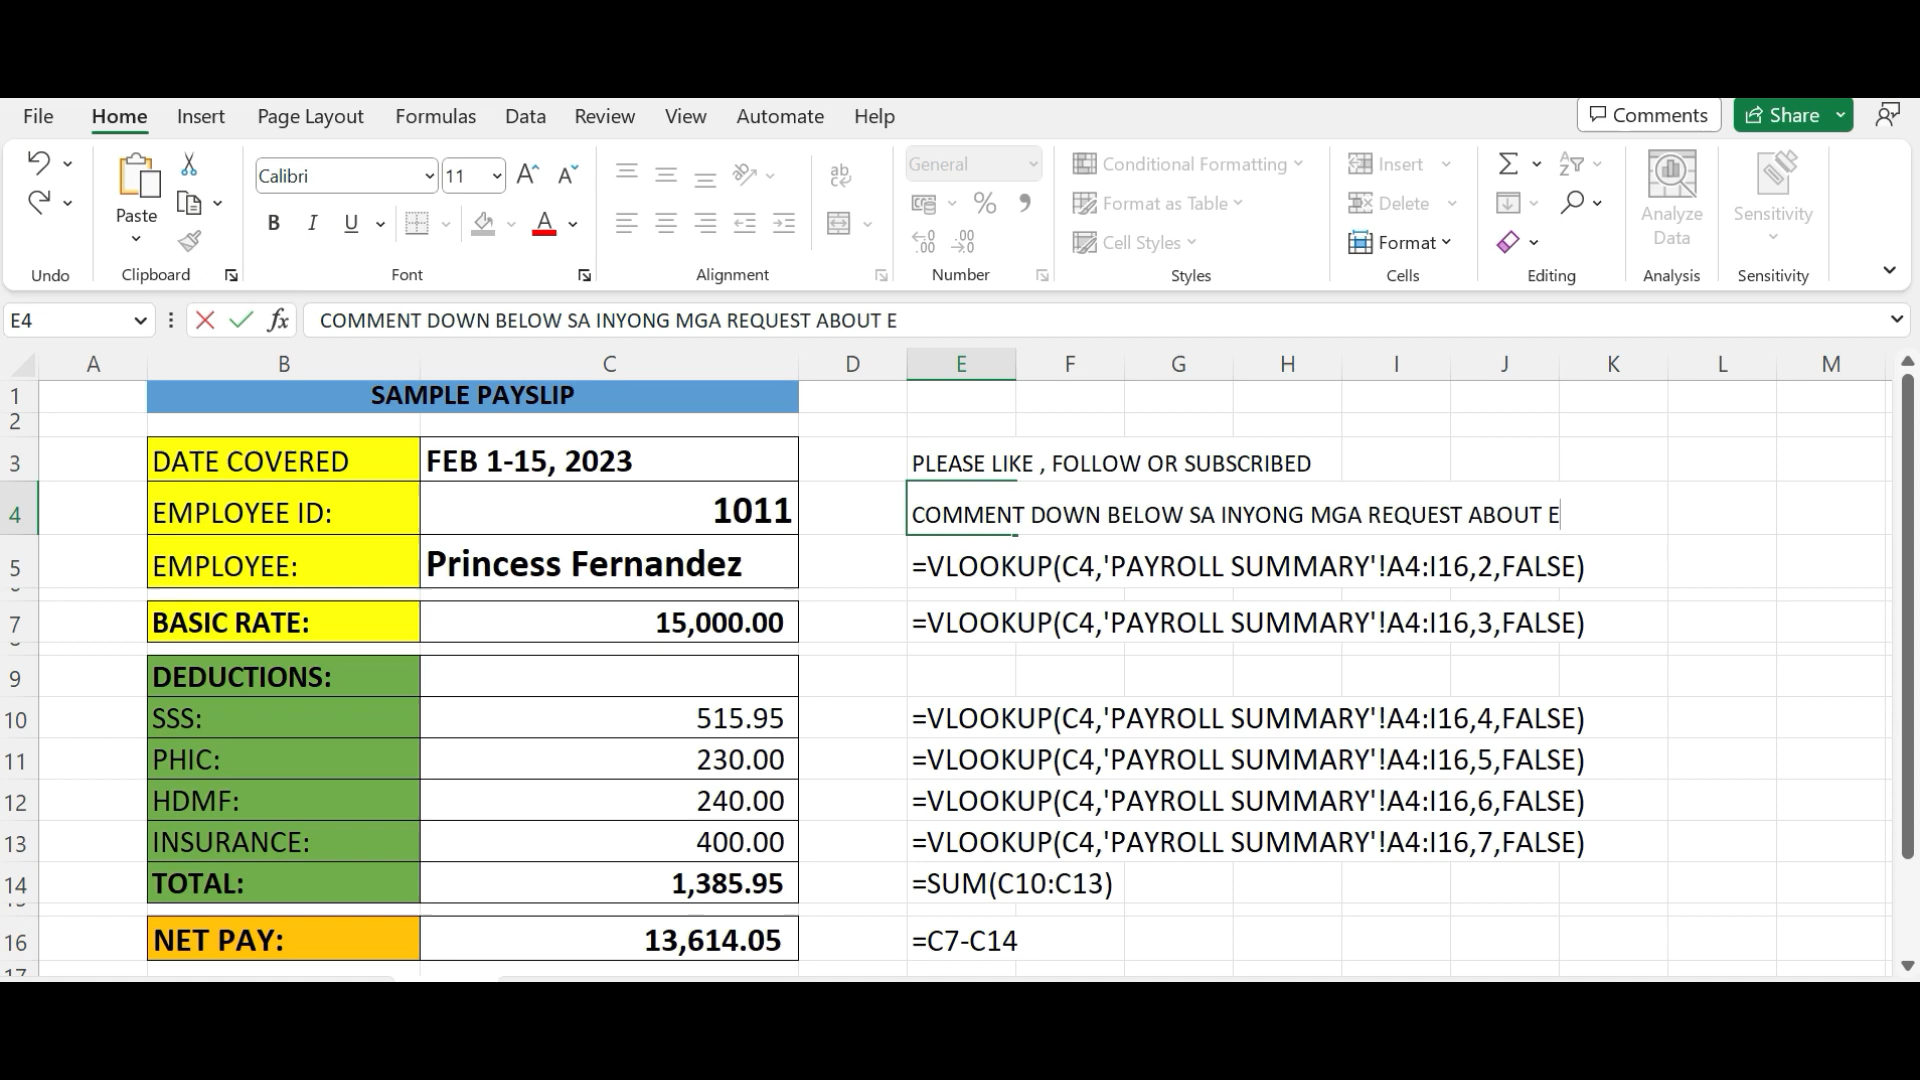 File Home Insert Page Layout Formulas Data Review View Automate Help Comments Share
Calibri 11 General Conditional Formatting Insert
Paste Format as Table Delete Analyze Data Sensitivity
B I U A Cell Styles Format
Undo Clipboard Font Alignment Number Styles Cells Editing Analysis Sensitivity
E4 fx COMMENT DOWN BELOW SA INYONG MGA REQUEST ABOUT E
A B C D E F G H I J K L M
1 SAMPLE PAYSLIP
2
3 DATE COVERED FEB 1-15, 2023 PLEASE LIKE , FOLLOW OR SUBSCRIBED
4 EMPLOYEE ID: 1011 COMMENT DOWN BELOW SA INYONG MGA REQUEST ABOUT E
5 EMPLOYEE: Princess Fernandez =VLOOKUP(C4,'PAYROLL SUMMARY'!A4:I16,2,FALSE)
7 BASIC RATE: 15,000.00 =VLOOKUP(C4,'PAYROLL SUMMARY'!A4:I16,3,FALSE)
9 DEDUCTIONS:
10 SSS: 515.95 =VLOOKUP(C4,'PAYROLL SUMMARY'!A4:I16,4,FALSE)
11 PHIC: 230.00 =VLOOKUP(C4,'PAYROLL SUMMARY'!A4:I16,5,FALSE)
12 HDMF: 240.00 =VLOOKUP(C4,'PAYROLL SUMMARY'!A4:I16,6,FALSE)
13 INSURANCE: 400.00 =VLOOKUP(C4,'PAYROLL SUMMARY'!A4:I16,7,FALSE)
14 TOTAL: 1,385.95 =SUM(C10:C13)
16 NET PAY: 13,614.05 =C7-C14
17